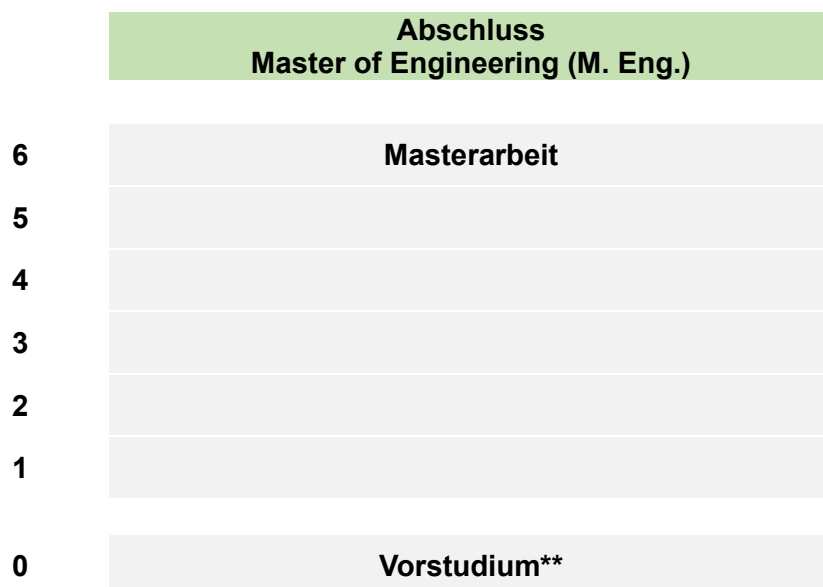 Abschluss
Master of Engineering (M. Eng.)
6 Masterarbeit
5
4
3
2
1
0 Vorstudium**